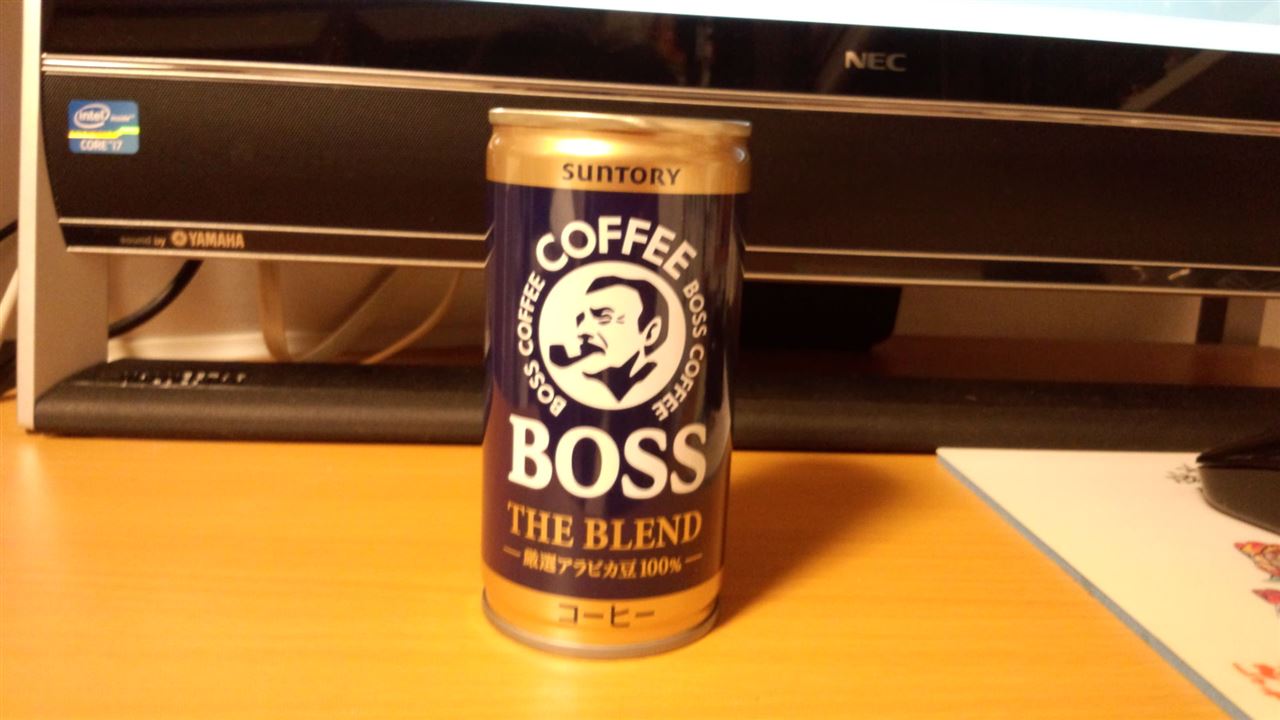 NEC
intel
CORE i7
SUNTORY
COFFEE
BOSS COFFEE
BOSS COFFEE
BOSS
THE BLEND
厳選アラビカ豆100%
コーヒー
sound by YAMAHA